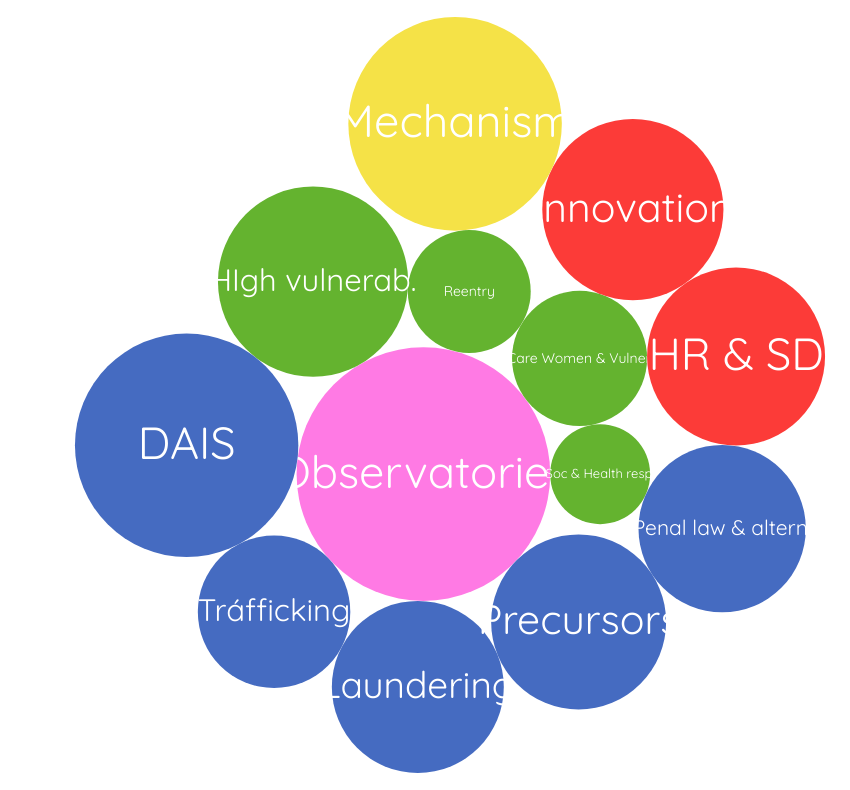 Mechanism
Innovation
HIgh vulnerab.
Reentry
Care Women & Vulne
HR & SD
DAIS
Observatorie
Soc & Health resp
Penal law & altern
Tráfficking
Precursors
Laundering